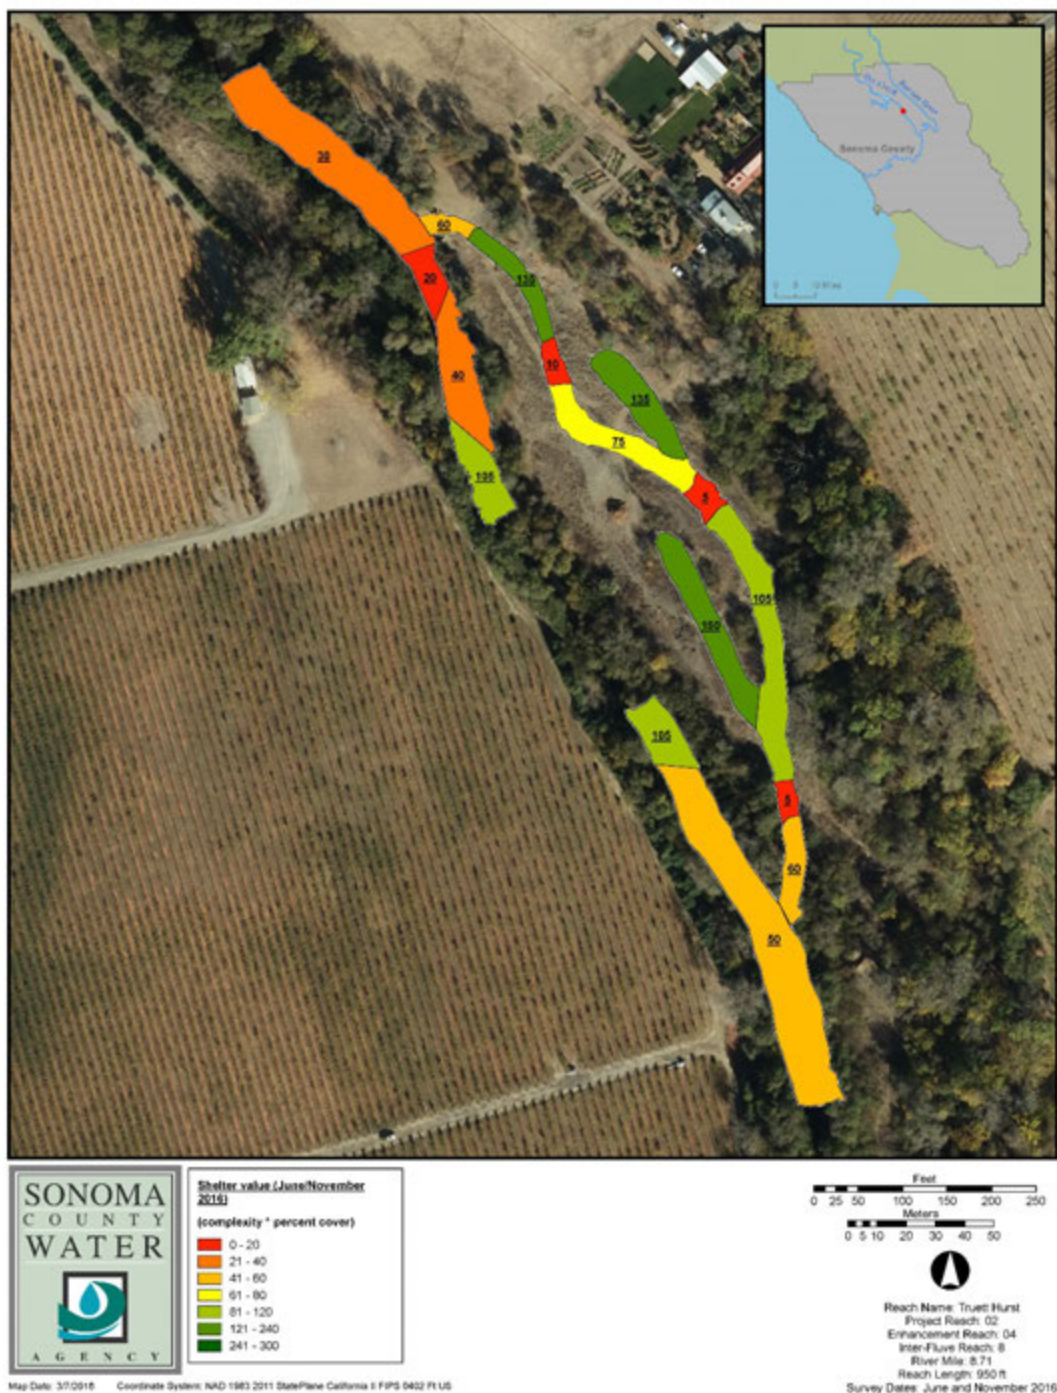 Sonoma County
30
60
20
130
10
135
40
75
105
5
105
105
5
60
50
SONOMA
COUNTY
WATER
AGENCY
Shelter value (June/November
2016)
(complexity * percent cover)
0 - 20
21 - 40
41 - 60
61 - 80
81 - 120
121 - 240
241 - 300
Feet
0 25 50 100 150 200 250
Meters
0 5 10 20 30 40 50
Reach Name: Truett Hurst
Project Reach: 02
Enhancement Reach: 04
Inter-Fluve Reach: 8
River Mile: 8.71
Reach Length: 950 ft
Survey Dates: June and November 2016
Map Date: 3/7/2016 Coordinate System: NAD 1983 2011 StatePlane California II FIPS 0402 Ft US